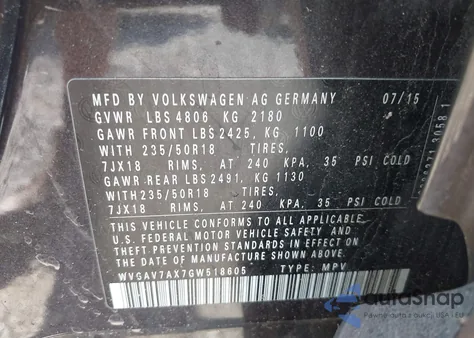 MFD BY VOLKSWAGEN AG GERMANY 07/15
GVWR LBS 4806 KG 2180
GAWR FRONT LBS 2425, KG 1100
WITH 235/50R18 TIRES,
7JX18 RIMS, AT 240 KPA, 35 PSI COLD
GAWR REAR LBS 2491, KG 1130
WITH 235/50R18 TIRES,
7JX18 RIMS, AT 240 KPA, 35 PSI COLD
THIS VEHICLE CONFORMS TO ALL APPLICABLE
U.S. FEDERAL MOTOR VEHICLE SAFETY AND
THEFT PREVENTION STANDARDS IN EFFECT ON
THE DATE OF MANUFACTURE SHOWN ABOVE.
WVGAV7AX7GW518605 TYPE: MPV
autoSnap